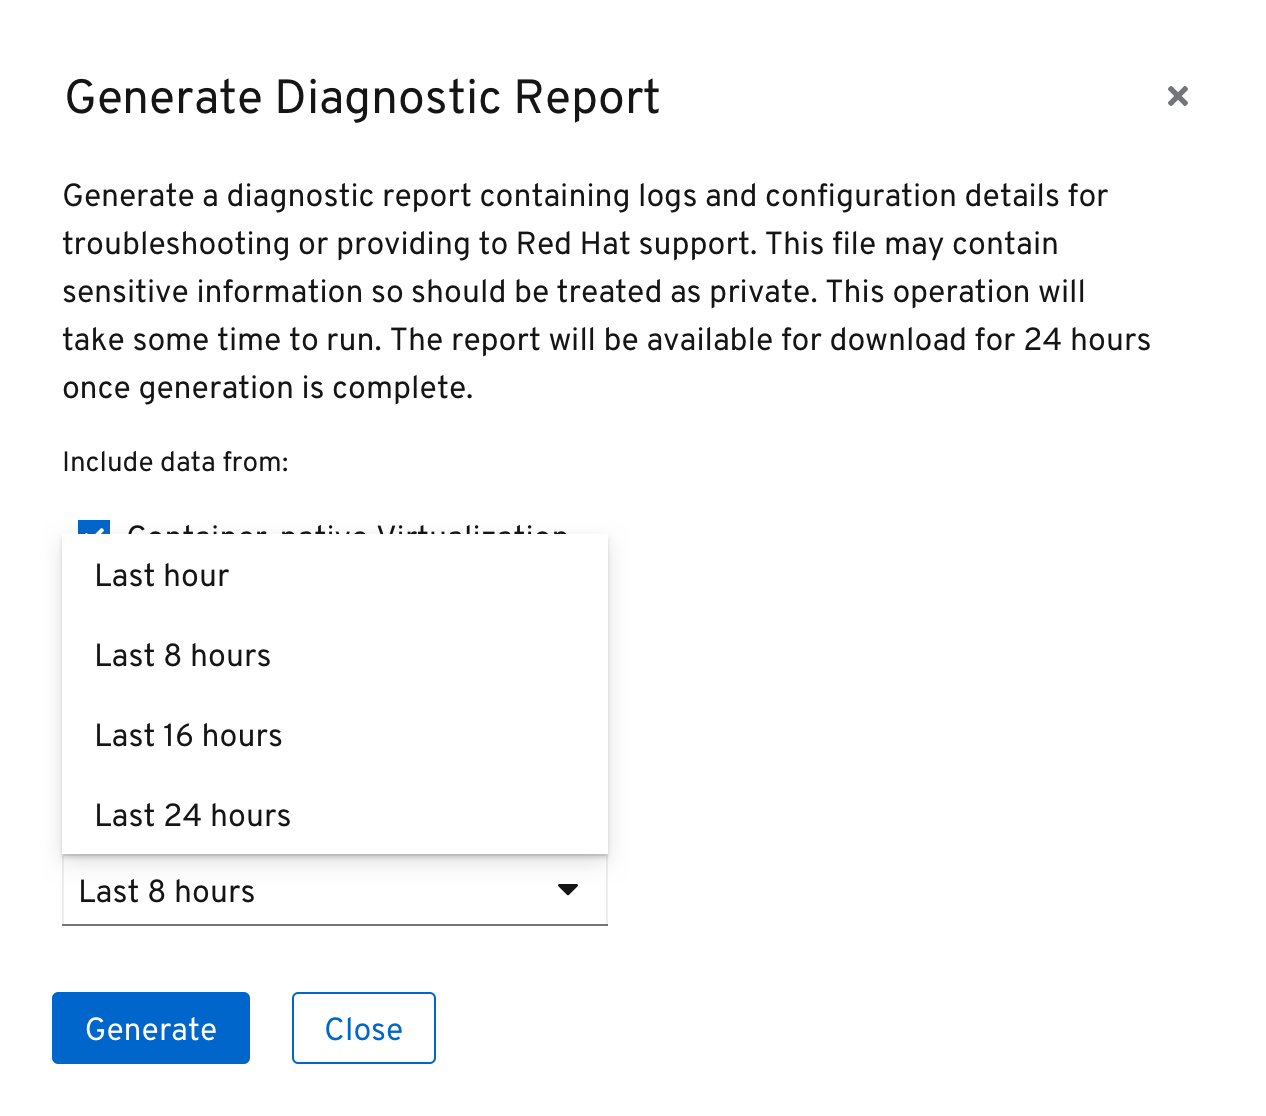 Generate Diagnostic Report
Generate a diagnostic report containing logs and configuration details for
troubleshooting or providing to Red Hat support. This file may contain
sensitive information so should be treated as private. This operation will
take some time to run. The report will be available for download for 24 hours
once generation is complete.
Include data from:
Container-native Virtualization
Last hour
Last 8 hours
Last 16 hours
Last 24 hours
Last 8 hours
Generate
Close